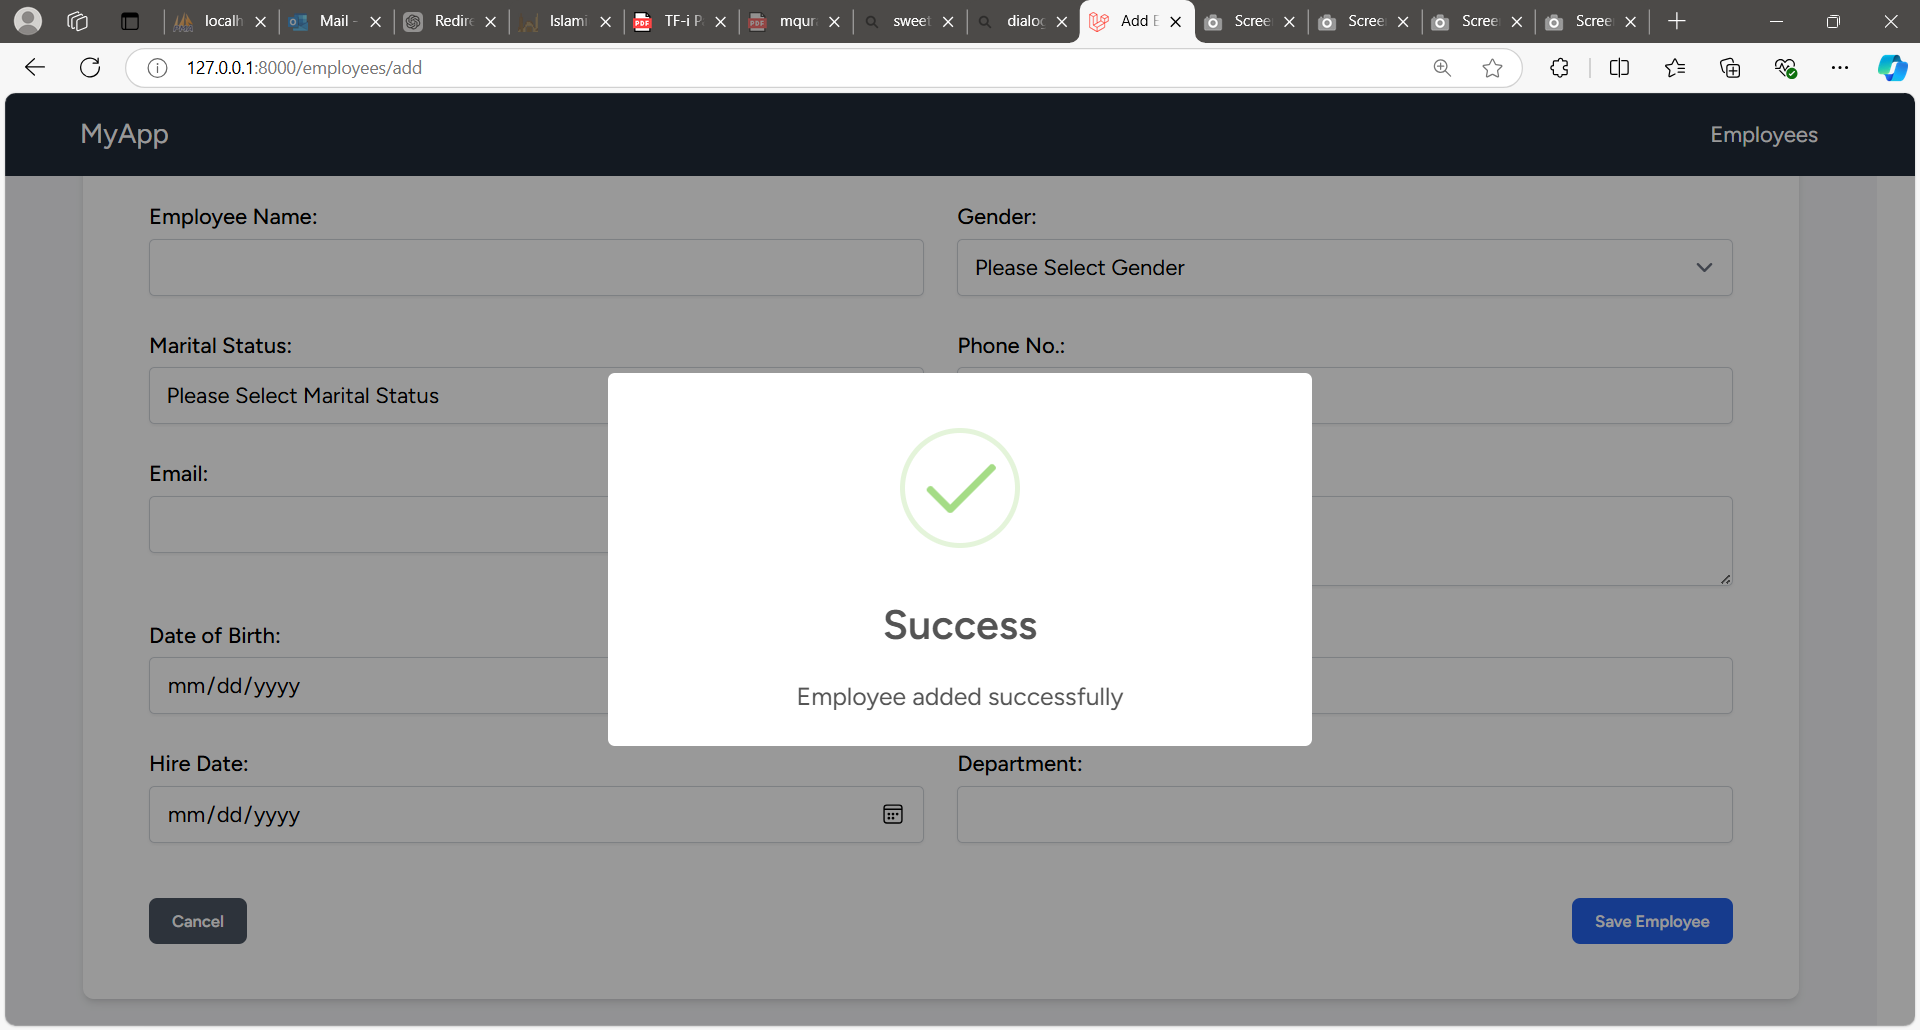 localh
Mail -
Redire
Islami
TF-i P
mqur
sweet
dialog
Add E
Scree
Scree
Scree
Scree
127.0.0.1:8000/employees/add
MyApp
Employees
Employee Name:
Gender:
Please Select Gender
Marital Status:
Phone No.:
Please Select Marital Status
Email:
Success
Date of Birth:
mm/dd/yyyy
Employee added successfully
Hire Date:
Department:
mm/dd/yyyy
Cancel
Save Employee